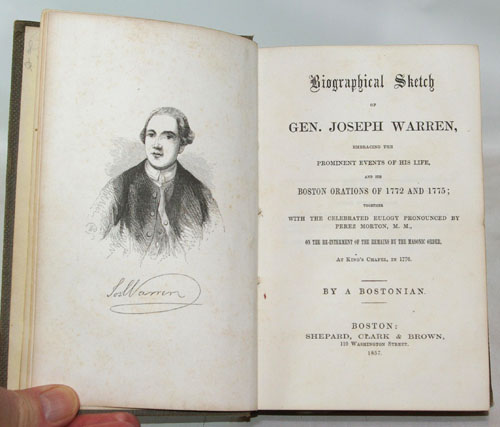 Jos Warren
Biographical Sketch
OF
GEN. JOSEPH WARREN,
EMBRACING THE
PROMINENT EVENTS OF HIS LIFE,
AND HIS
BOSTON ORATIONS OF 1772 AND 1775;
TOGETHER
WITH THE CELEBRATED EULOGY PRONOUNCED BY
PEREZ MORTON, M. M.,
ON THE RE-INTERMENT OF THE REMAINS BY THE MASONIC ORDER,
AT KING'S CHAPEL, IN 1776.
BY A BOSTONIAN.
BOSTON:
SHEPARD, CLARK & BROWN,
110 WASHINGTON STREET.
1857.